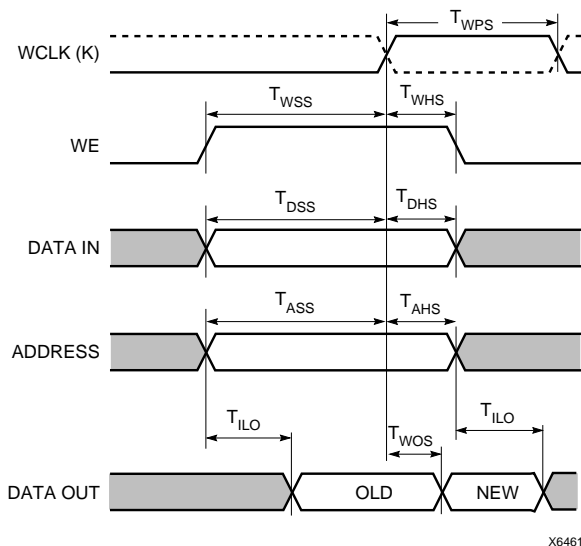 T_WPS
WCLK (K)
T_WSS
T_WHS
WE
T_DSS
T_DHS
DATA IN
T_ASS
T_AHS
ADDRESS
T_ILO
T_ILO
T_WOS
DATA OUT
OLD
NEW
X6461